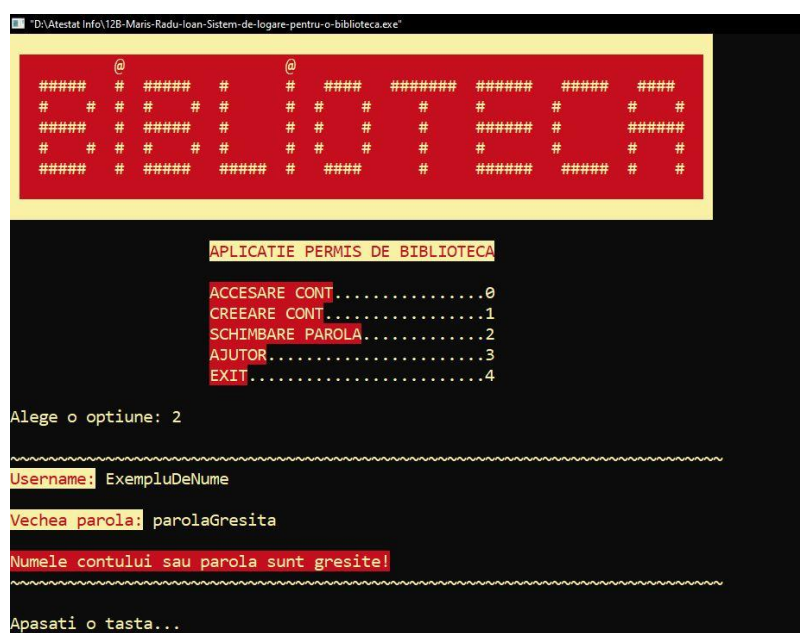 "D:\Atestat Info\12B-Maris-Radu-Ioan-Sistem-de-logare-pentru-o-biblioteca.exe"
BIBLIOTECA
APLICATIE PERMIS DE BIBLIOTECA
ACCESARE CONT................0
CREEARE CONT.................1
SCHIMBARE PAROLA.............2
AJUTOR.......................3
EXIT.........................4
Alege o optiune: 2
Username: ExempluDeNume
Vechea parola: parolaGresita
Numele contului sau parola sunt gresite!
Apasati o tasta...